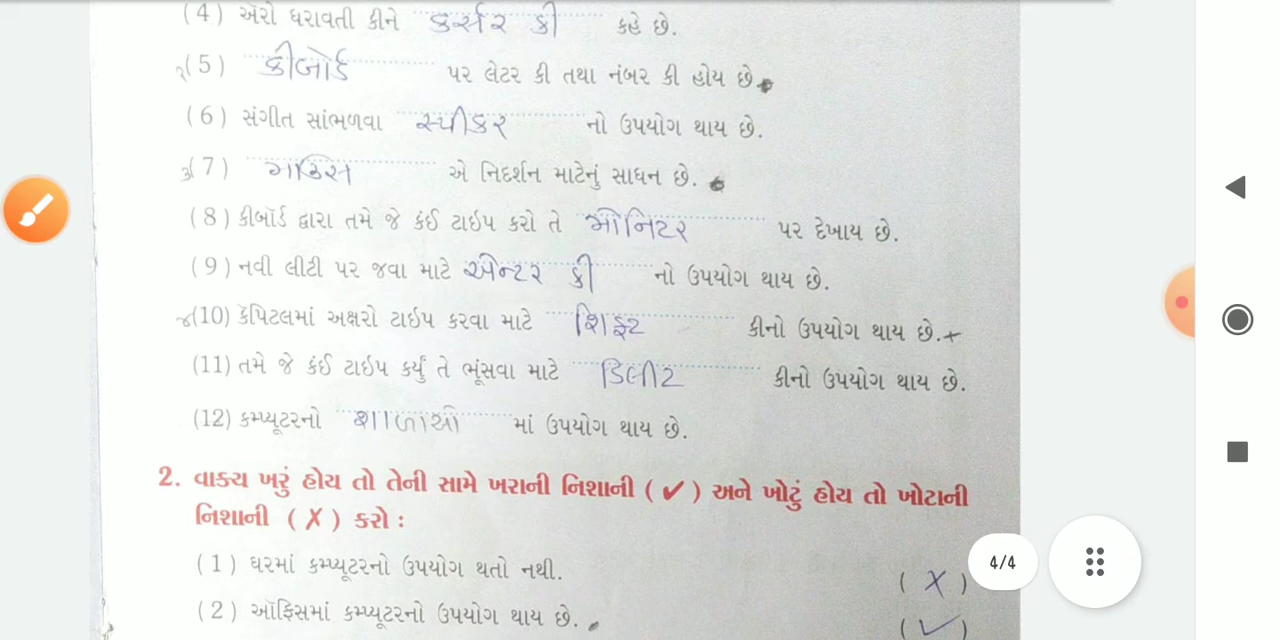 (4) ઍરો ધરાવતી કીને કર્સર કી કહે છે.
(5) કીબોર્ડ પર લેટર કી તથા નંબર કી હોય છે.
(6) સંગીત સાંભળવા સ્પીકર નો ઉપયોગ થાય છે.
(7) માઉસ એ નિદર્શન માટેનું સાધન છે.
(8) કીબૉર્ડ દ્વારા તમે જે કંઈ ટાઇપ કરો તે મોનિટર પર દેખાય છે.
(9) નવી લીટી પર જવા માટે એન્ટર કી નો ઉપયોગ થાય છે.
(10) કૅપિટલમાં અક્ષરો ટાઇપ કરવા માટે શિફ્ટ કીનો ઉપયોગ થાય છે.
(11) તમે જે કંઈ ટાઇપ કર્યું તે ભૂંસવા માટે ડિલીટ કીનો ઉપયોગ થાય છે.
(12) કમ્પ્યૂટરનો શાળાઓ માં ઉપયોગ થાય છે.
2. વાક્ય ખરું હોય તો તેની સામે ખરાની નિશાની (✓) અને ખોટું હોય તો ખોટાની
નિશાની (✗) કરો :
(1) ઘરમાં કમ્પ્યૂટરનો ઉપયોગ થતો નથી. (✗)
(2) ઑફિસમાં કમ્પ્યૂટરનો ઉપયોગ થાય છે. (✓)
4/4